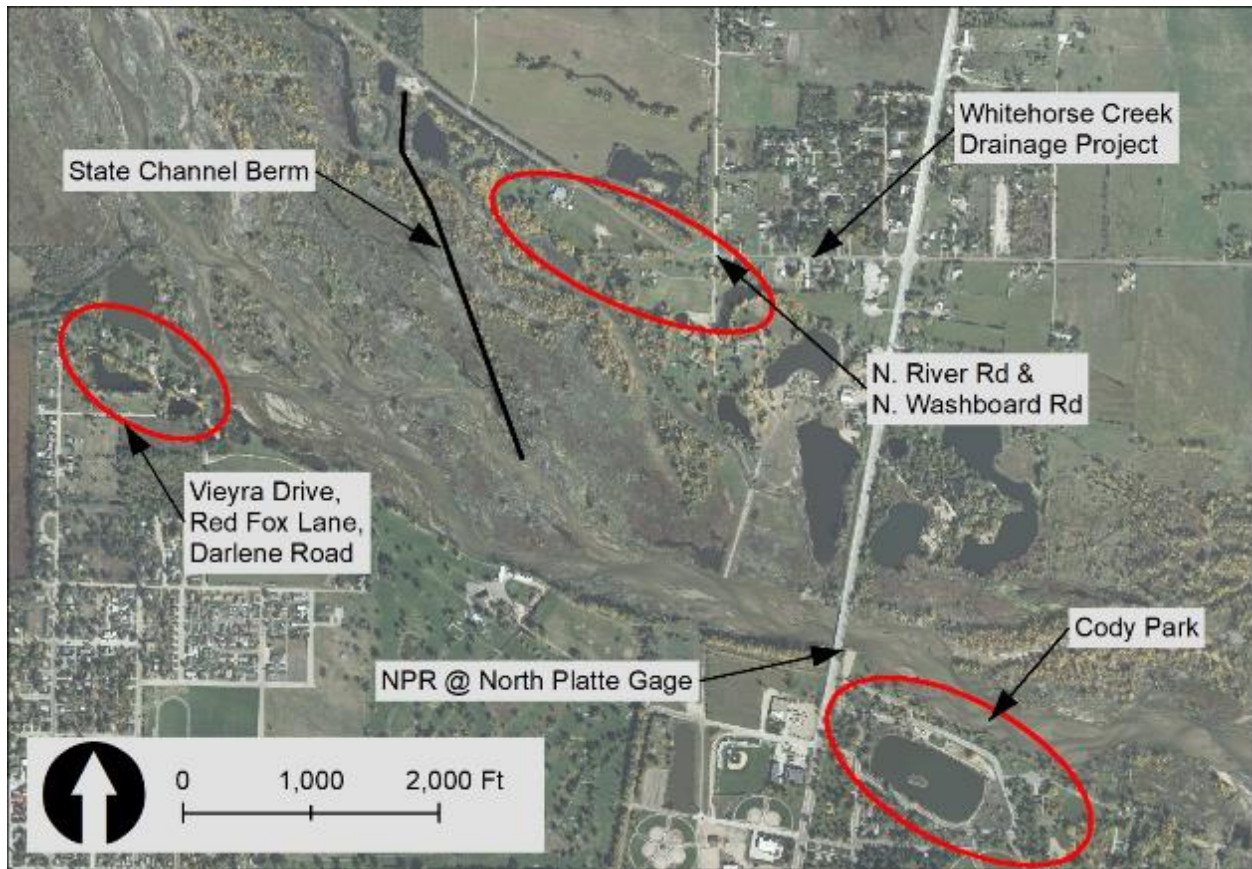 Whitehorse Creek
Drainage Project
State Channel Berm
N. River Rd &
N. Washboard Rd
Vieyra Drive,
Red Fox Lane,
Darlene Road
Cody Park
NPR @ North Platte Gage
0 1,000 2,000 Ft